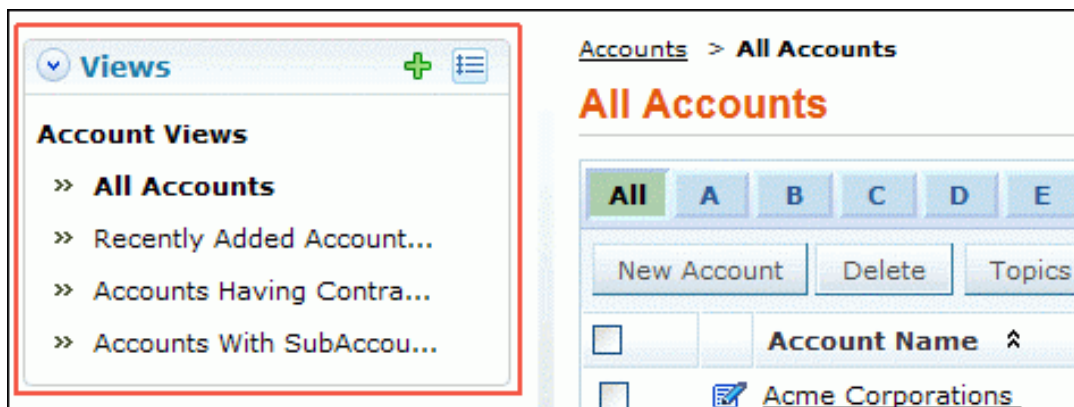 Views
Account Views
» All Accounts
» Recently Added Account...
» Accounts Having Contra...
» Accounts With SubAccou...
Accounts > All Accounts
All Accounts
All A B C D E
New Account Delete Topics
Account Name
Acme Corporations